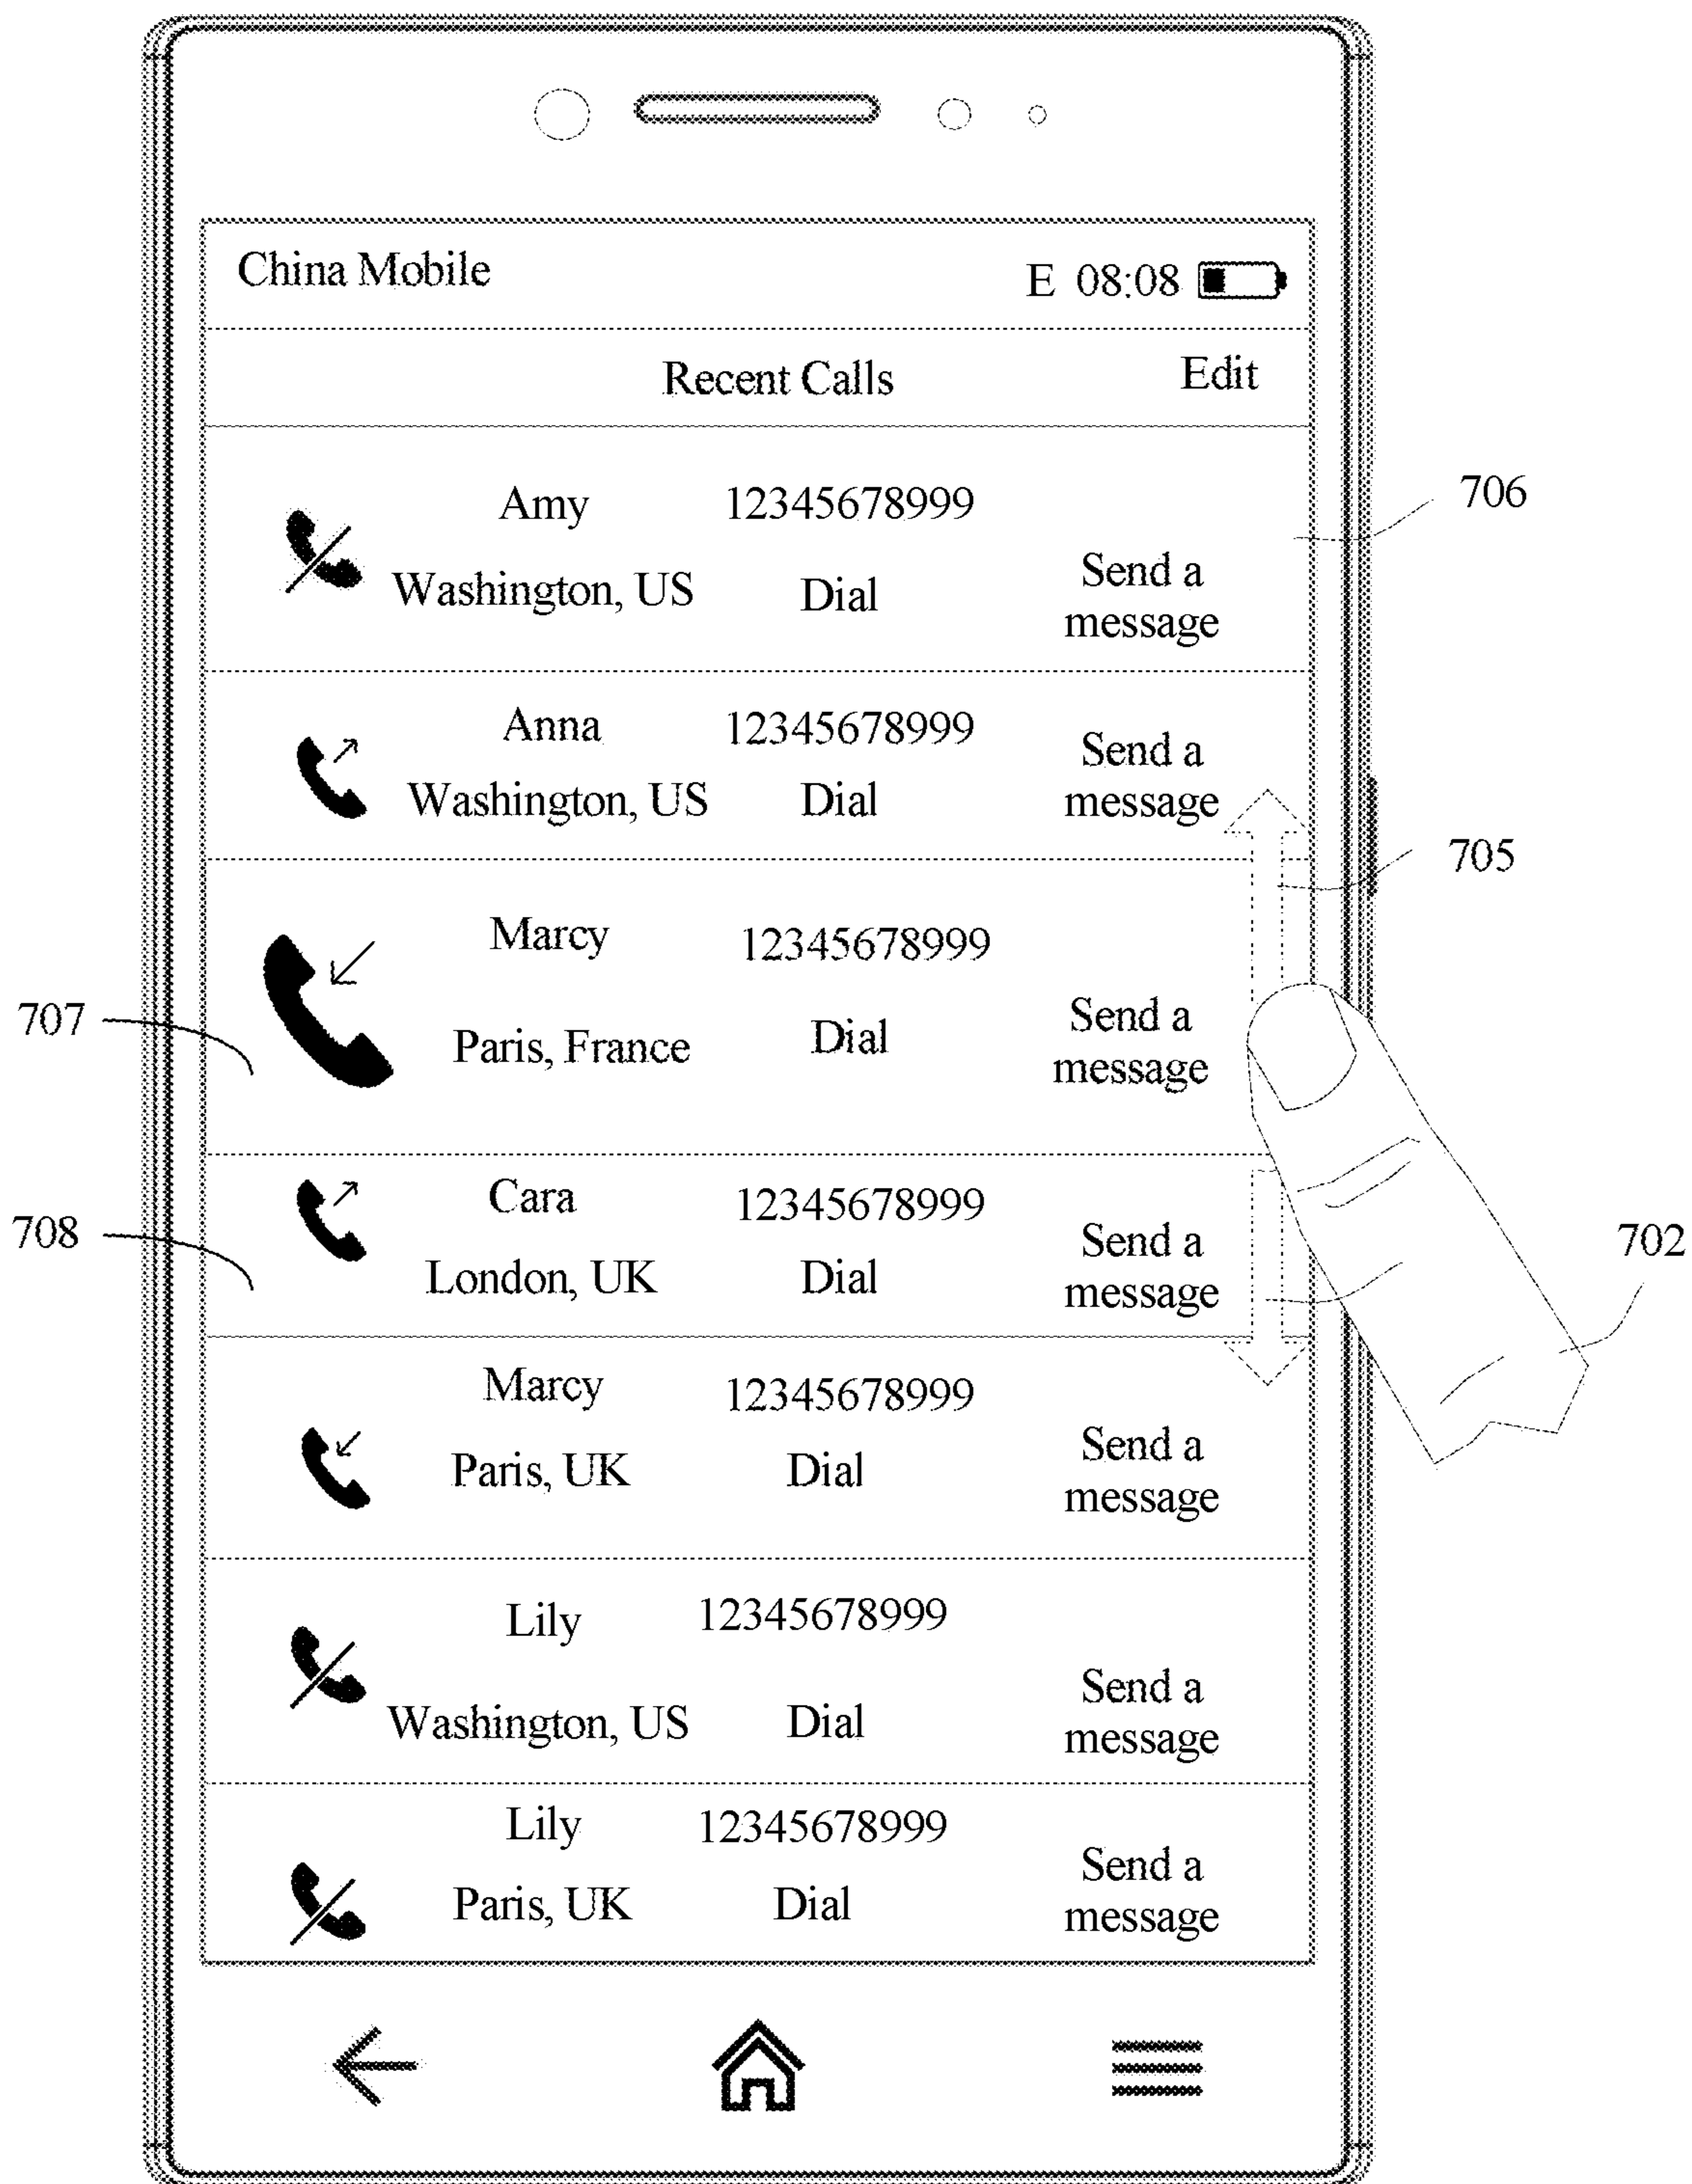 China Mobile
E 08:08
Recent Calls Edit
Amy 12345678999
706
Washington, US Dial Send a
message
Anna 12345678999 Send a
Washington, US Dial message
705
Marcy 12345678999
707
Paris, France Dial Send a
message
Cara 12345678999
708
London, UK Dial Send a
message
702
Marcy 12345678999
Paris, UK Dial Send a
message
Lily 12345678999
Washington, US Dial Send a
message
Lily 12345678999
Paris, UK Dial Send a
message